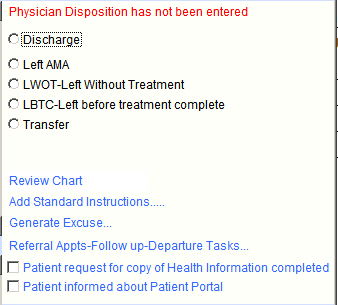 Physician Disposition has not been entered
Discharge
Left AMA
LWOT-Left Without Treatment
LBTC-Left before treatment complete
Transfer
Review Chart
Add Standard Instructions.....
Generate Excuse...
Referral Appts-Follow up-Departure Tasks...
Patient request for copy of Health Information completed
Patient informed about Patient Portal